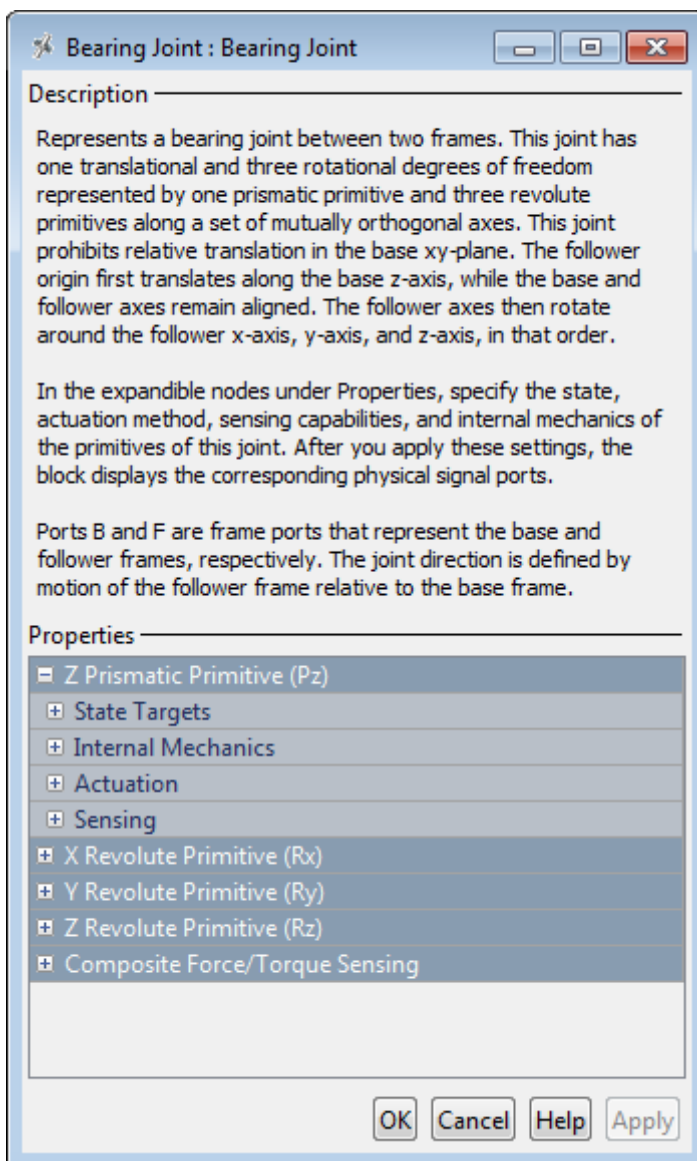 Bearing Joint : Bearing Joint
Description
Represents a bearing joint between two frames. This joint has
one translational and three rotational degrees of freedom
represented by one prismatic primitive and three revolute
primitives along a set of mutually orthogonal axes. This joint
prohibits relative translation in the base xy-plane. The follower
origin first translates along the base z-axis, while the base and
follower axes remain aligned. The follower axes then rotate
around the follower x-axis, y-axis, and z-axis, in that order.
In the expandible nodes under Properties, specify the state,
actuation method, sensing capabilities, and internal mechanics of
the primitives of this joint. After you apply these settings, the
block displays the corresponding physical signal ports.
Ports B and F are frame ports that represent the base and
follower frames, respectively. The joint direction is defined by
motion of the follower frame relative to the base frame.
Properties
Z Prismatic Primitive (Pz)
State Targets
Internal Mechanics
Actuation
Sensing
X Revolute Primitive (Rx)
Y Revolute Primitive (Ry)
Z Revolute Primitive (Rz)
Composite Force/Torque Sensing
OK Cancel Help Apply